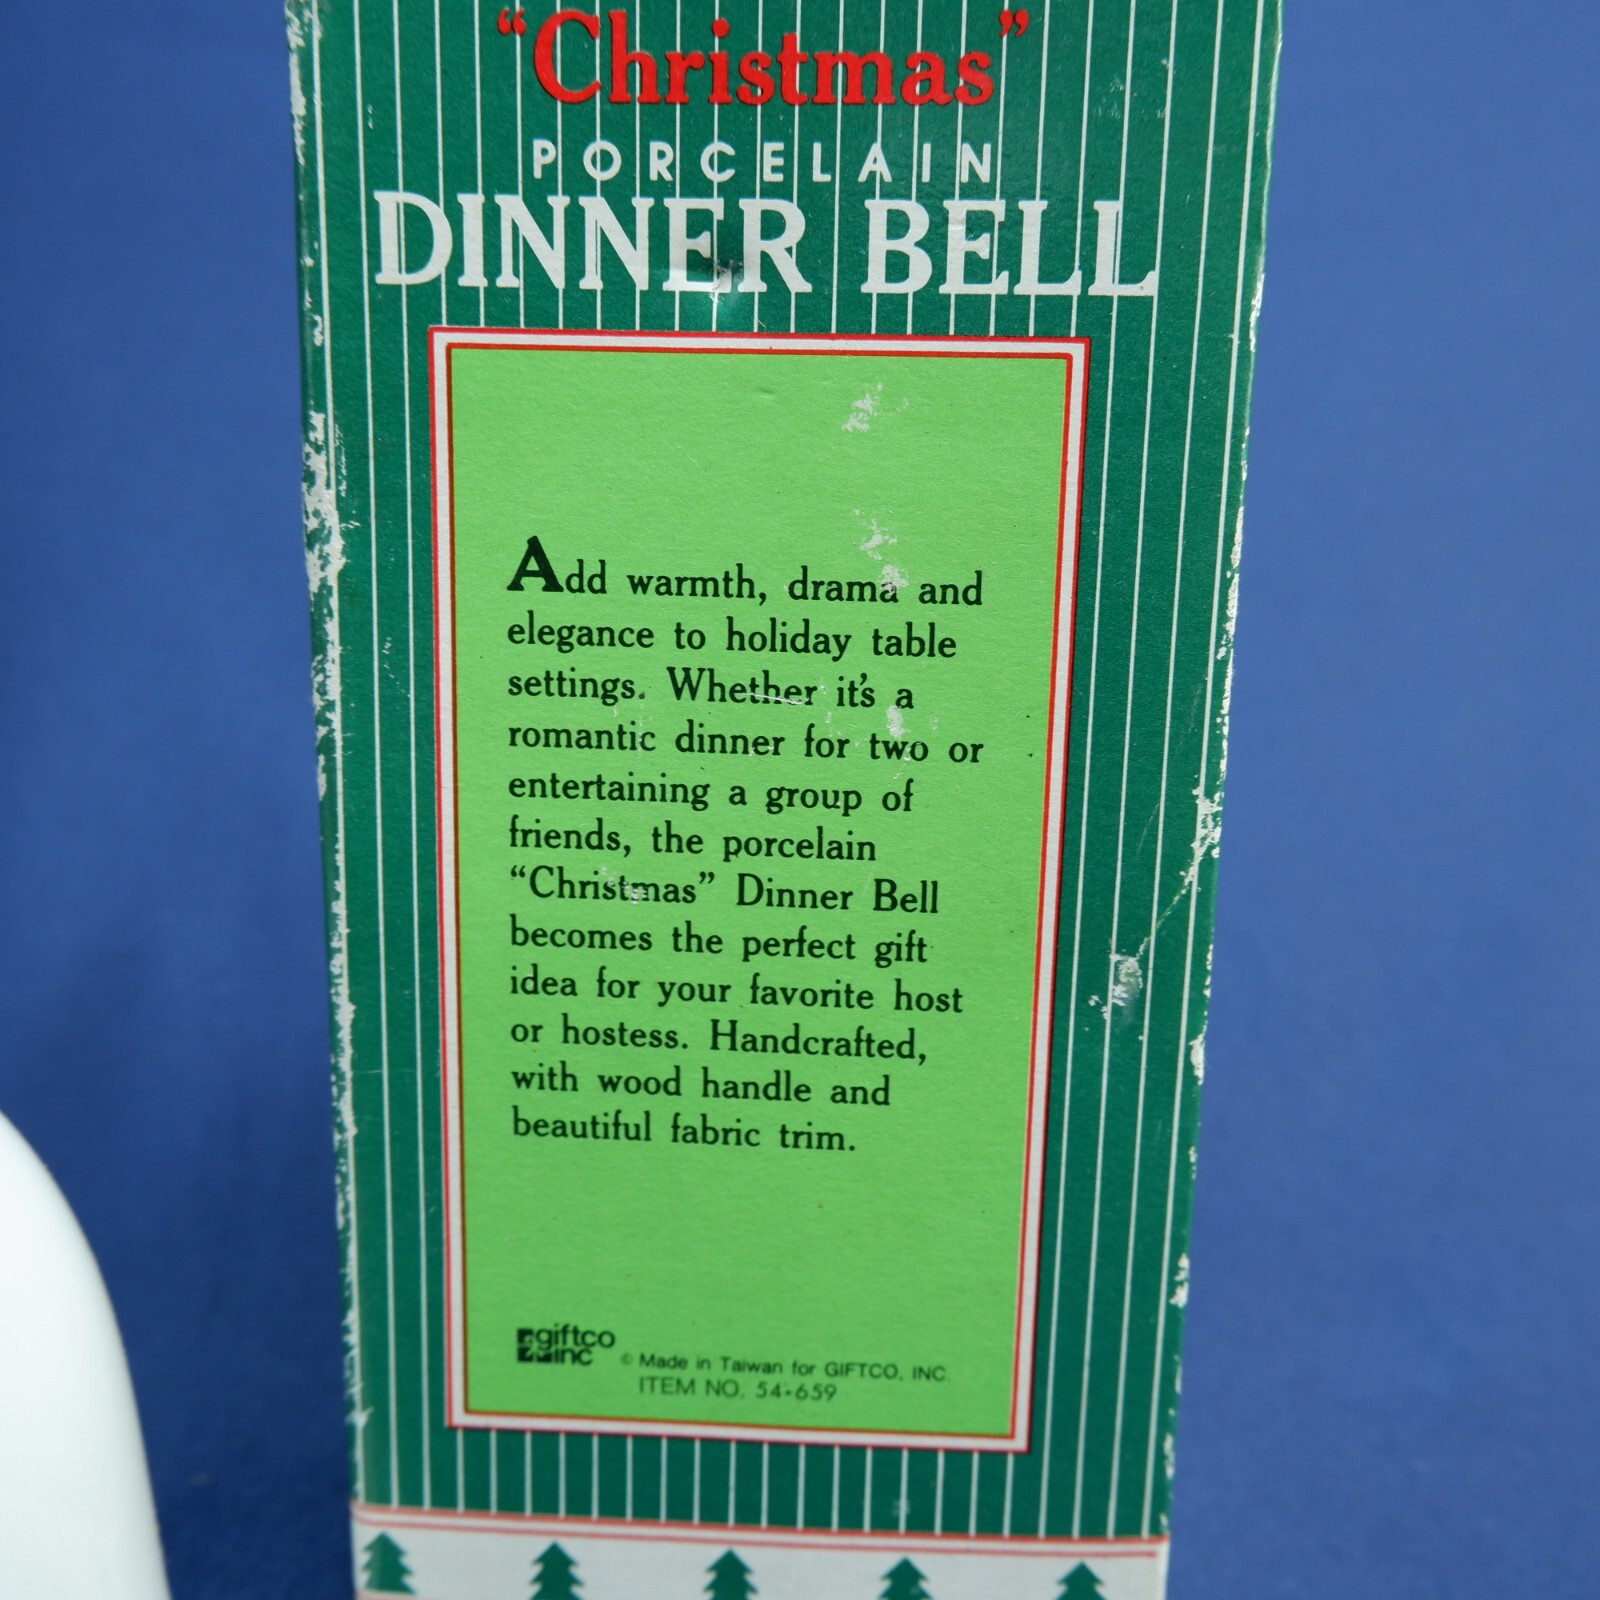 “Christmas”
PORCELAIN
DINNER BELL
Add warmth, drama and
elegance to holiday table
settings. Whether it's a
romantic dinner for two or
entertaining a group of
friends, the porcelain
“Christmas” Dinner Bell
becomes the perfect gift
idea for your favorite host
or hostess. Handcrafted,
with wood handle and
beautiful fabric trim.
giftco
inc
© Made in Taiwan for GIFTCO, INC.
ITEM NO. 54-659